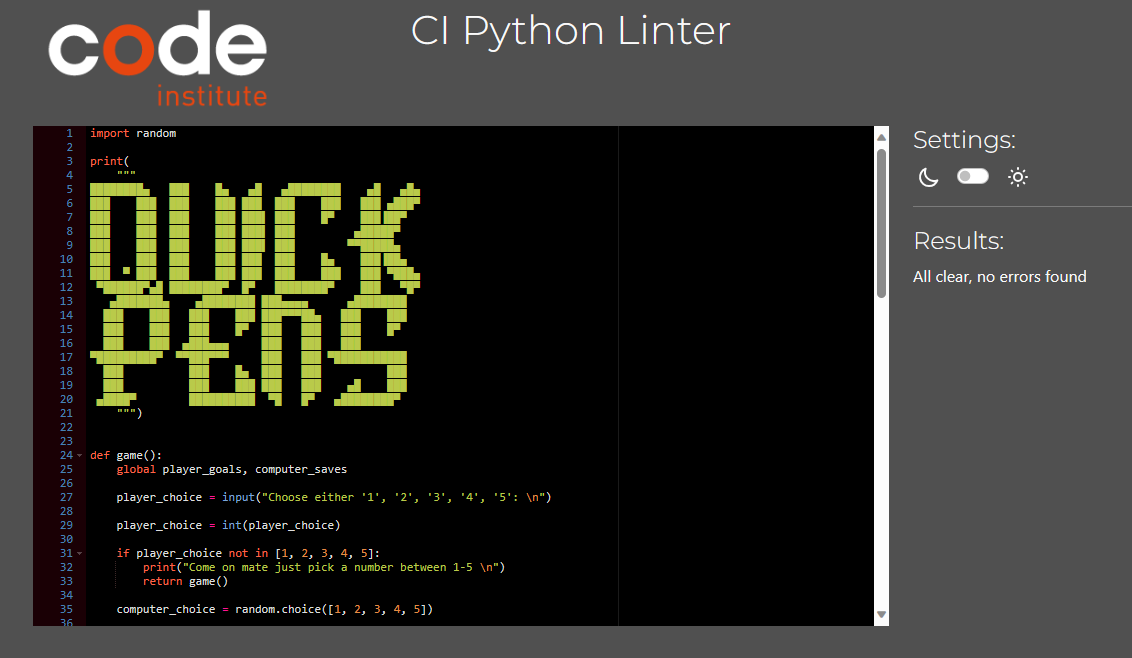 code
institute
CI Python Linter
1 import random
2
3 print(
4 """
5
6
7
8
9
10
11
12
13
14
15
16
17
18
19
20
21 """)
22
23
24 def game():
25 global player_goals, computer_saves
26
27 player_choice = input("Choose either '1', '2', '3', '4', '5': \n")
28
29 player_choice = int(player_choice)
30
31 if player_choice not in [1, 2, 3, 4, 5]:
32 print("Come on mate just pick a number between 1-5 \n")
33 return game()
34
35 computer_choice = random.choice([1, 2, 3, 4, 5])
36
QUICK
PENS
Settings:
Results:
All clear, no errors found